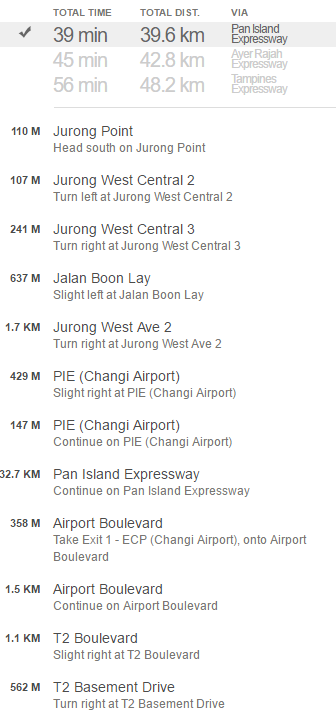 TOTAL TIME TOTAL DIST. VIA
39 min 39.6 km Pan Island
Expressway
45 min 42.8 km Ayer Rajah
Expressway
56 min 48.2 km Tampines
Expressway
110 M Jurong Point
Head south on Jurong Point
107 M Jurong West Central 2
Turn left at Jurong West Central 2
241 M Jurong West Central 3
Turn right at Jurong West Central 3
637 M Jalan Boon Lay
Slight left at Jalan Boon Lay
1.7 KM Jurong West Ave 2
Turn right at Jurong West Ave 2
429 M PIE (Changi Airport)
Slight right at PIE (Changi Airport)
147 M PIE (Changi Airport)
Continue on PIE (Changi Airport)
32.7 KM Pan Island Expressway
Continue on Pan Island Expressway
358 M Airport Boulevard
Take Exit 1 - ECP (Changi Airport), onto Airport
Boulevard
1.5 KM Airport Boulevard
Continue on Airport Boulevard
1.1 KM T2 Boulevard
Slight right at T2 Boulevard
562 M T2 Basement Drive
Turn right at T2 Basement Drive